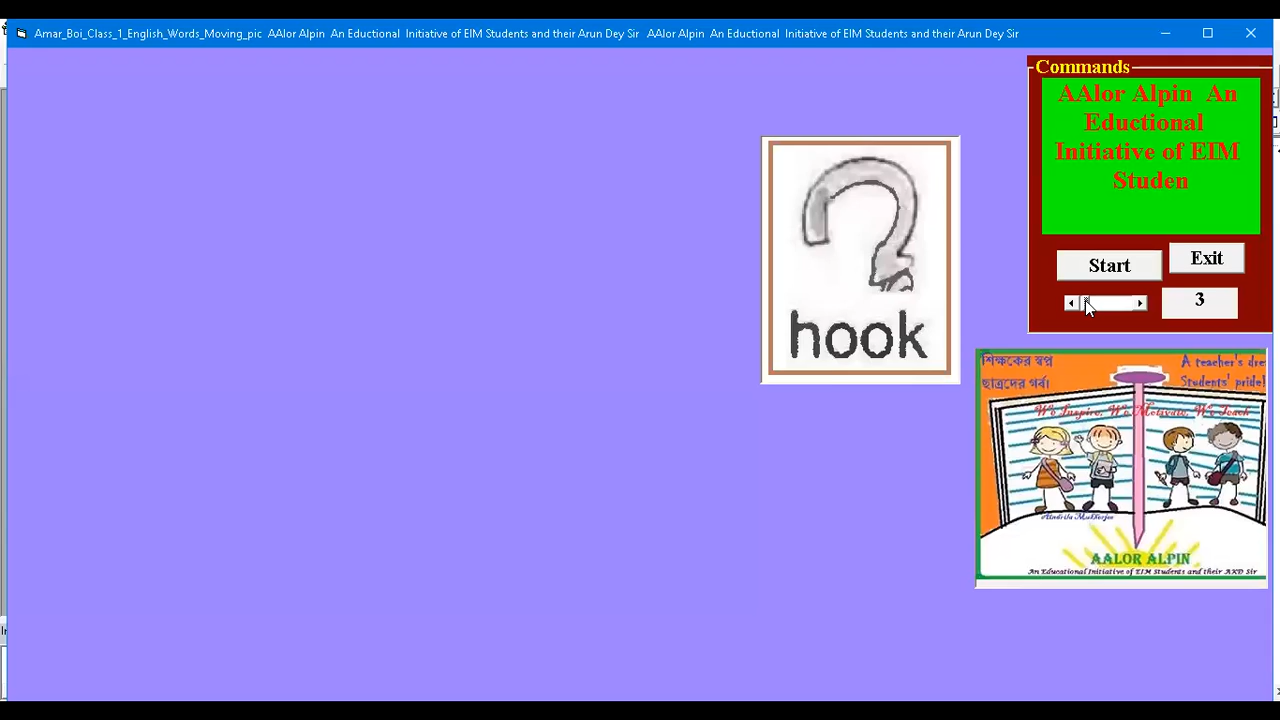 Amar_Boi_Class_1_English_Words_Moving_pic AAlor Alpin An Eductional Initiative of EIM Students and their Arun Dey Sir AAlor Alpin An Eductional Initiative of EIM Students and their Arun Dey Sir
Commands
AAlor Alpin An
Eductional
Initiative of EIM
Studen
Start
Exit
3
hook
শিক্ষকের স্বপ্ন
ছাত্রদের গর্ব।
A teacher's dre
Students' pride!
We Inspire, We Motivate, We Teach
Aindrila Mukherjee
AALOR ALPIN
An Educational Initiative of EIM Students and their AKD Sir